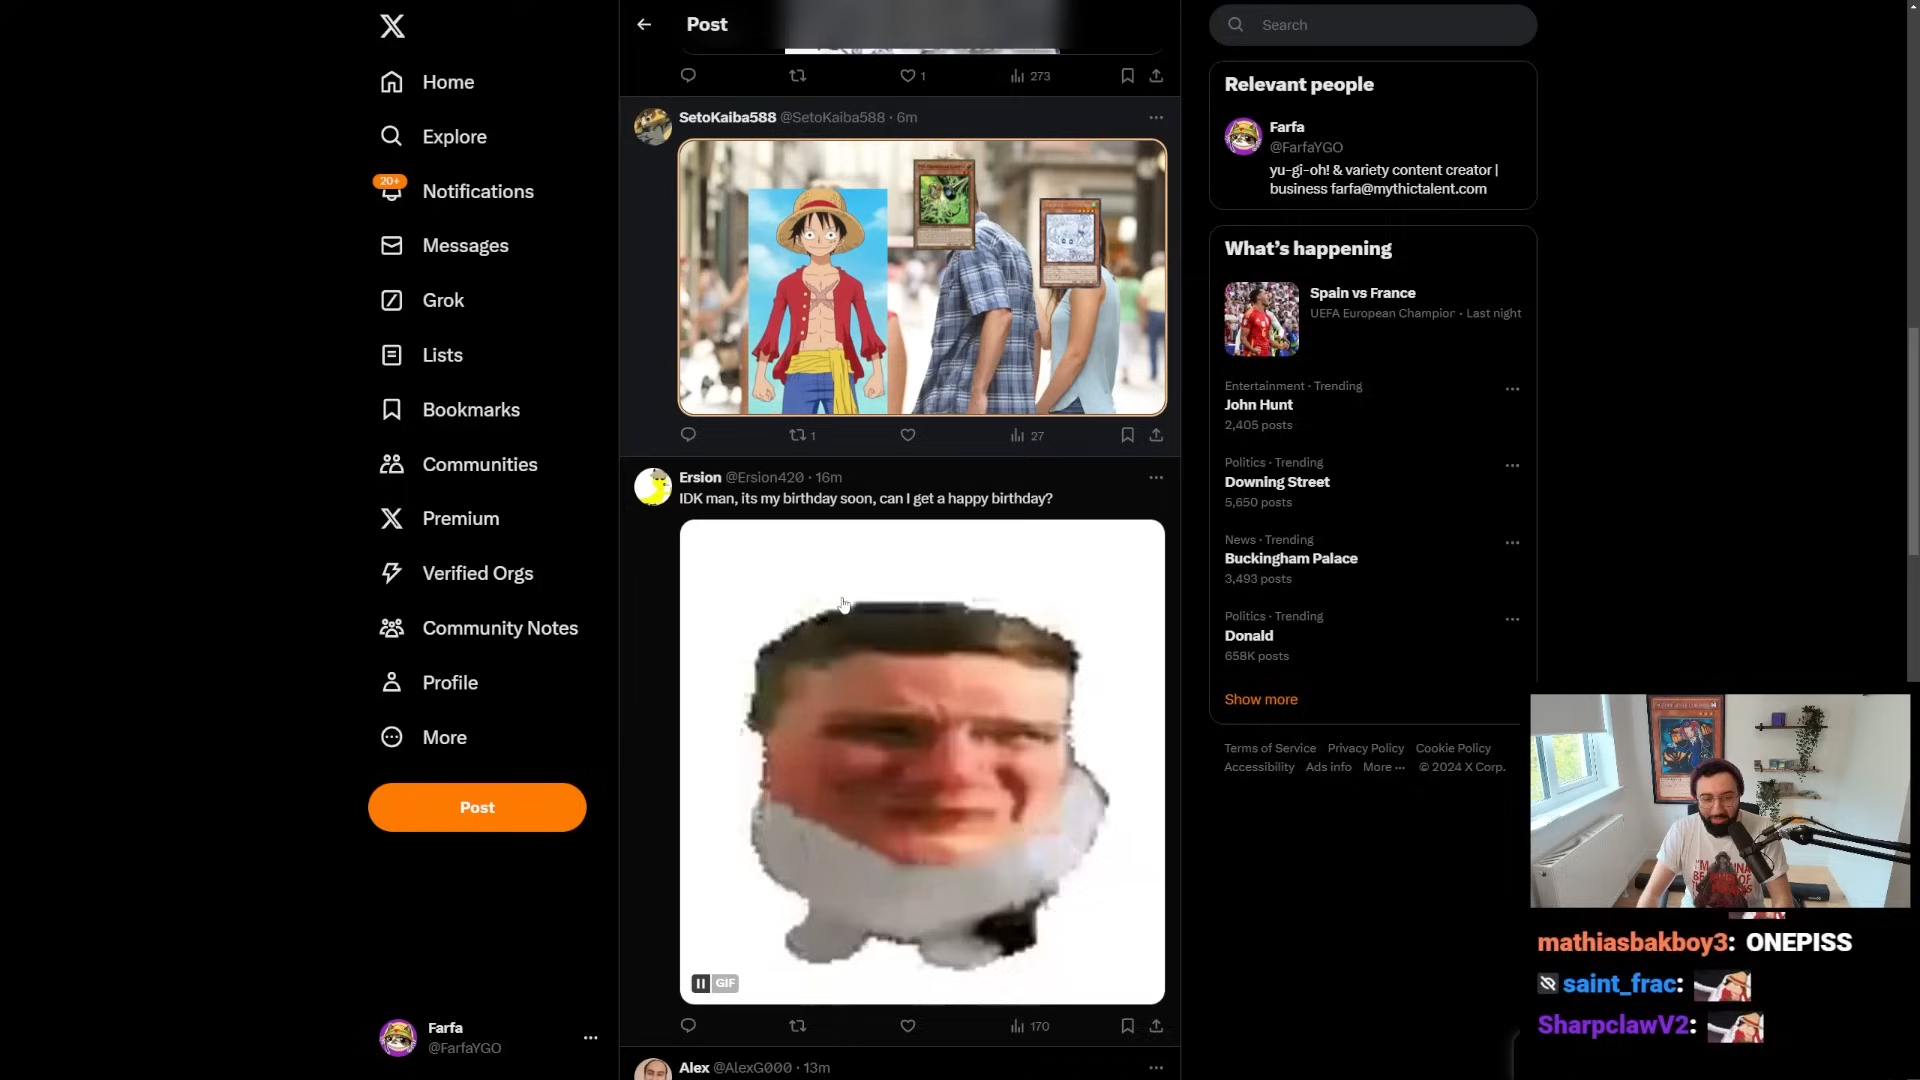 Home
Explore
20+
Notifications
Messages
Grok
Lists
Bookmarks
Communities
Premium
Verified Orgs
Community Notes
Profile
More
Post
Farfa
@FarfaYGO
Post
1
273
SetoKaiba588 @SetoKaiba588 · 6m
1
27
Ersion @Ersion420 · 16m
IDK man, its my birthday soon, can I get a happy birthday?
GIF
170
Alex @AlexG000 · 13m
Search
Relevant people
Farfa
@FarfaYGO
yu-gi-oh! & variety content creator |
business farfa@mythictalent.com
What's happening
Spain vs France
UEFA European Champior · Last night
Entertainment · Trending
John Hunt
2,405 posts
Politics · Trending
Downing Street
5,650 posts
News · Trending
Buckingham Palace
3,493 posts
Politics · Trending
Donald
658K posts
Show more
Terms of Service Privacy Policy Cookie Policy
Accessibility Ads info More ··· © 2024 X Corp.
mathiasbakboy3: ONEPISS
saint_frac:
SharpclawV2: